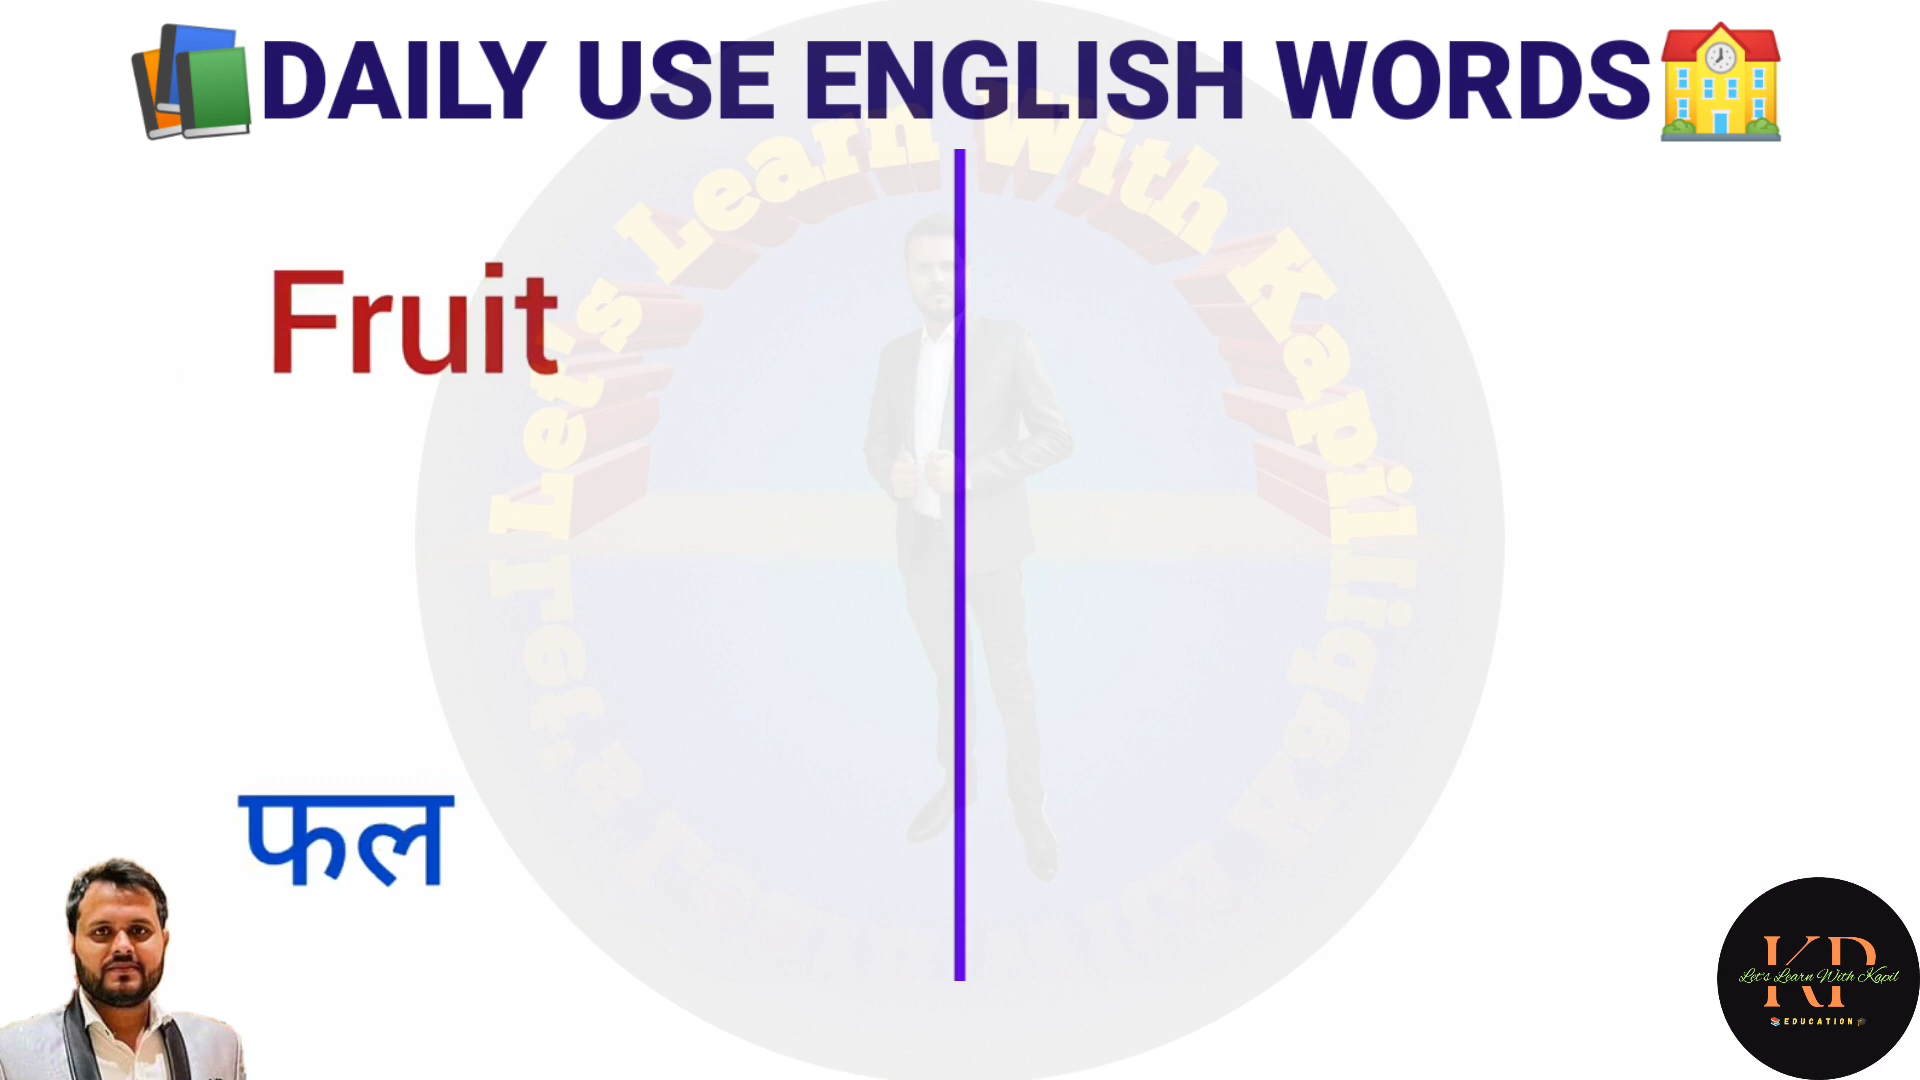 📚DAILY USE ENGLISH WORDS🏫
Let's Learn With Kapil
Fruit
फल
KP
Let's Learn With Kapil
📚EDUCATION🎓